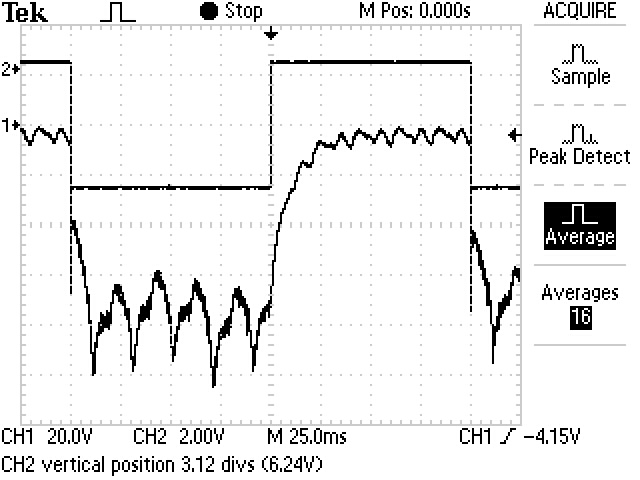 Tek Stop M Pos: 0.000s ACQUIRE
2
Sample
1
Peak Detect
Average
Averages
16
CH1 20.0V CH2 2.00V M 25.0ms CH1 -4.15V
CH2 vertical position 3.12 divs (6.24V)